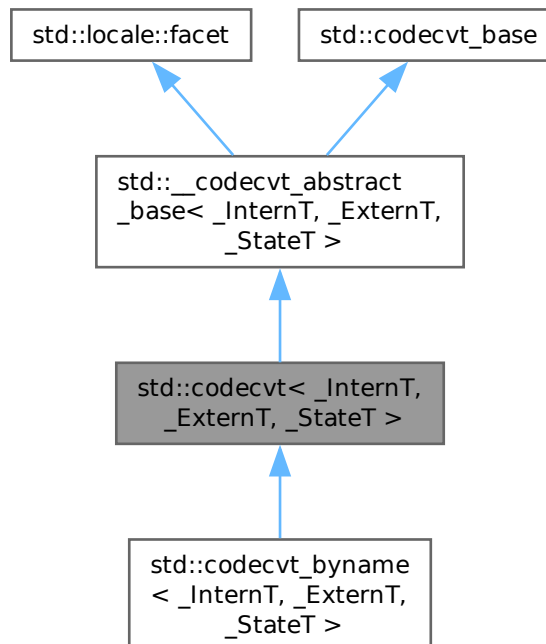 std::locale::facet
std::codecvt_base
std::__codecvt_abstract
_base< _InternT, _ExternT,
_StateT >
std::codecvt< _InternT,
_ExternT, _StateT >
std::codecvt_byname
< _InternT, _ExternT,
_StateT >